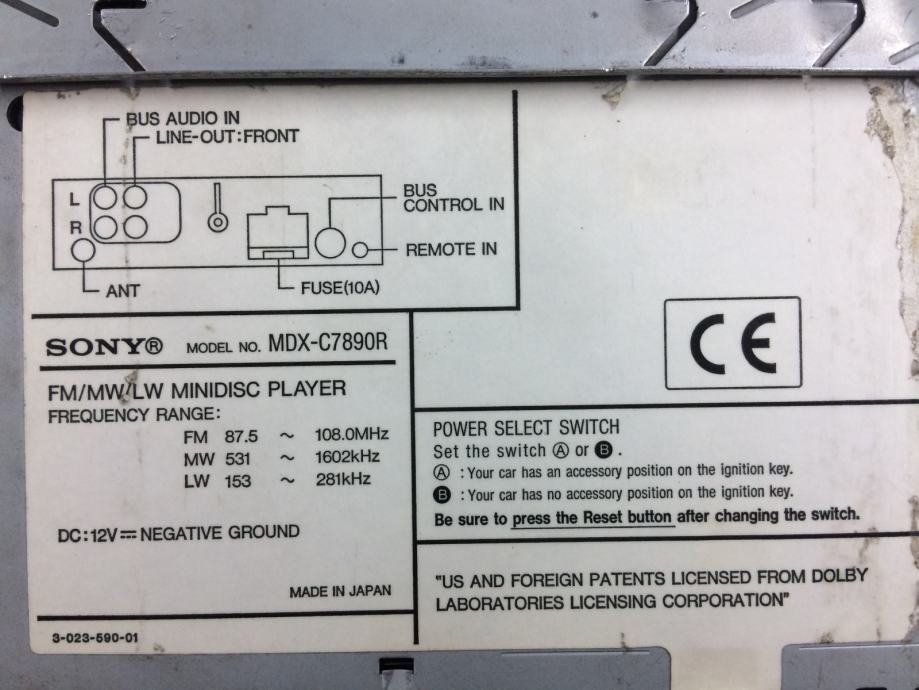 BUS AUDIO IN
LINE-OUT:FRONT
L
R
BUS
CONTROL IN
REMOTE IN
ANT
FUSE(10A)
SONY® MODEL NO. MDX-C7890R
FM/MW/LW MINIDISC PLAYER
FREQUENCY RANGE:
FM 87.5 ~ 108.0MHz
MW 531 ~ 1602kHz
LW 153 ~ 281kHz
DC:12V⎓NEGATIVE GROUND
MADE IN JAPAN
3-023-590-01
CE
POWER SELECT SWITCH
Set the switch Ⓐ or 🅑 .
Ⓐ : Your car has an accessory position on the ignition key.
🅑 : Your car has no accessory position on the ignition key.
Be sure to press the Reset button after changing the switch.
"US AND FOREIGN PATENTS LICENSED FROM DOLBY
LABORATORIES LICENSING CORPORATION"